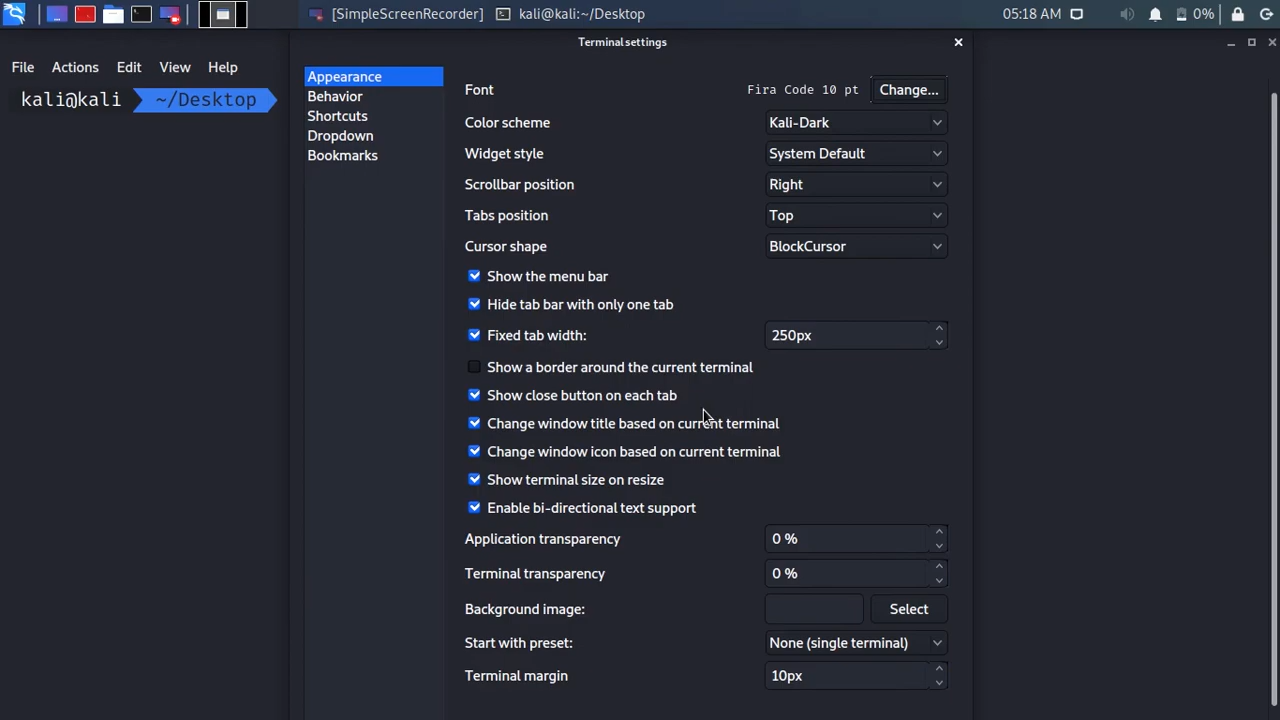 [SimpleScreenRecorder] kali@kali:~/Desktop 05:18 AM 0%
Terminal settings
File Actions Edit View Help
kali@kali ~/Desktop
Appearance
Behavior
Shortcuts
Dropdown
Bookmarks
Font Fira Code 10 pt Change...
Color scheme Kali-Dark
Widget style System Default
Scrollbar position Right
Tabs position Top
Cursor shape BlockCursor
Show the menu bar
Hide tab bar with only one tab
Fixed tab width: 250px
Show a border around the current terminal
Show close button on each tab
Change window title based on current terminal
Change window icon based on current terminal
Show terminal size on resize
Enable bi-directional text support
Application transparency 0 %
Terminal transparency 0 %
Background image: Select
Start with preset: None (single terminal)
Terminal margin 10px